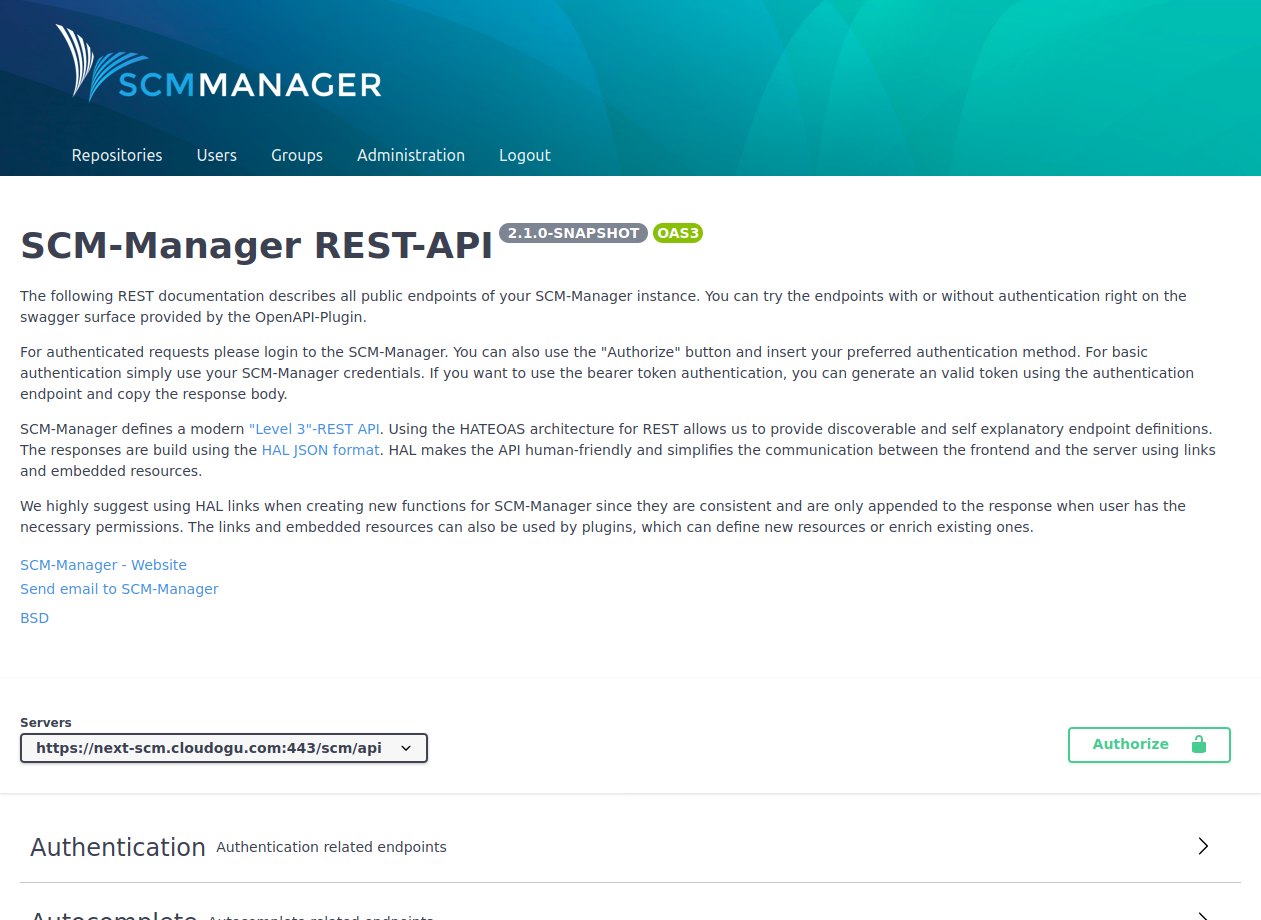 SCMMANAGER
Repositories Users Groups Administration Logout
SCM-Manager REST-API 2.1.0-SNAPSHOT OAS3
The following REST documentation describes all public endpoints of your SCM-Manager instance. You can try the endpoints with or without authentication right on the
swagger surface provided by the OpenAPI-Plugin.
For authenticated requests please login to the SCM-Manager. You can also use the "Authorize" button and insert your preferred authentication method. For basic
authentication simply use your SCM-Manager credentials. If you want to use the bearer token authentication, you can generate an valid token using the authentication
endpoint and copy the response body.
SCM-Manager defines a modern "Level 3"-REST API. Using the HATEOAS architecture for REST allows us to provide discoverable and self explanatory endpoint definitions.
The responses are build using the HAL JSON format. HAL makes the API human-friendly and simplifies the communication between the frontend and the server using links
and embedded resources.
We highly suggest using HAL links when creating new functions for SCM-Manager since they are consistent and are only appended to the response when user has the
necessary permissions. The links and embedded resources can also be used by plugins, which can define new resources or enrich existing ones.
SCM-Manager - Website
Send email to SCM-Manager
BSD
Servers
https://next-scm.cloudogu.com:443/scm/api
Authorize
Authentication Authentication related endpoints
Autocomplete Autocomplete related endpoints